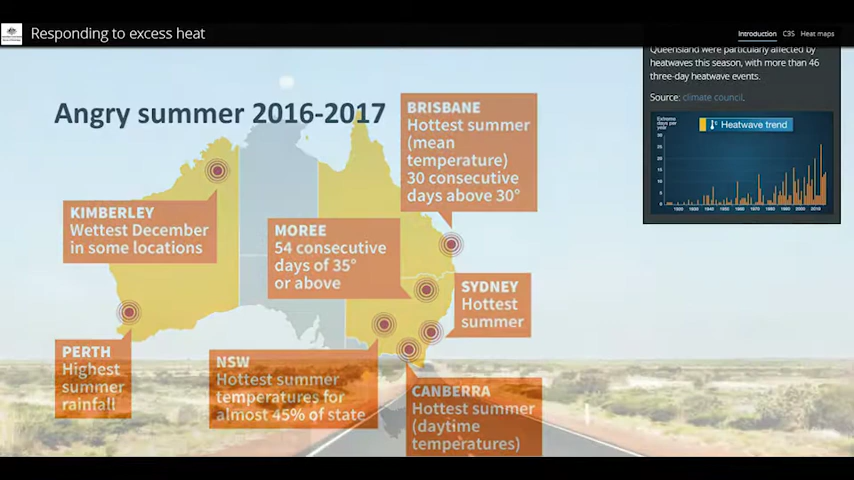 Responding to excess heat
Introduction C3S Heat maps
Queensland were particularly affected by
heatwaves this season, with more than 46
three-day heatwave events.
Source: climate council.
Angry summer 2016-2017
BRISBANE
Hottest summer
(mean
temperature)
30 consecutive
days above 30°
Extreme
days per
year
Heatwave trend
KIMBERLEY
Wettest December
in some locations
MOREE
54 consecutive
days of 35°
or above
SYDNEY
Hottest
summer
PERTH
Highest
summer
rainfall
NSW
Hottest summer
temperatures for
almost 45% of state
CANBERRA
Hottest summer
(daytime
temperatures)